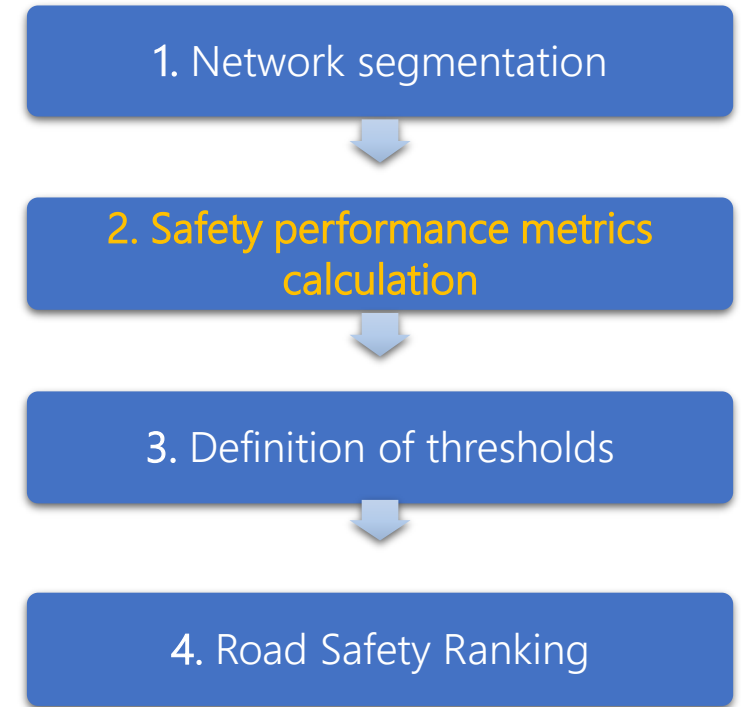 1. Network segmentation
2. Safety performance metrics
calculation
3. Definition of thresholds
4. Road Safety Ranking